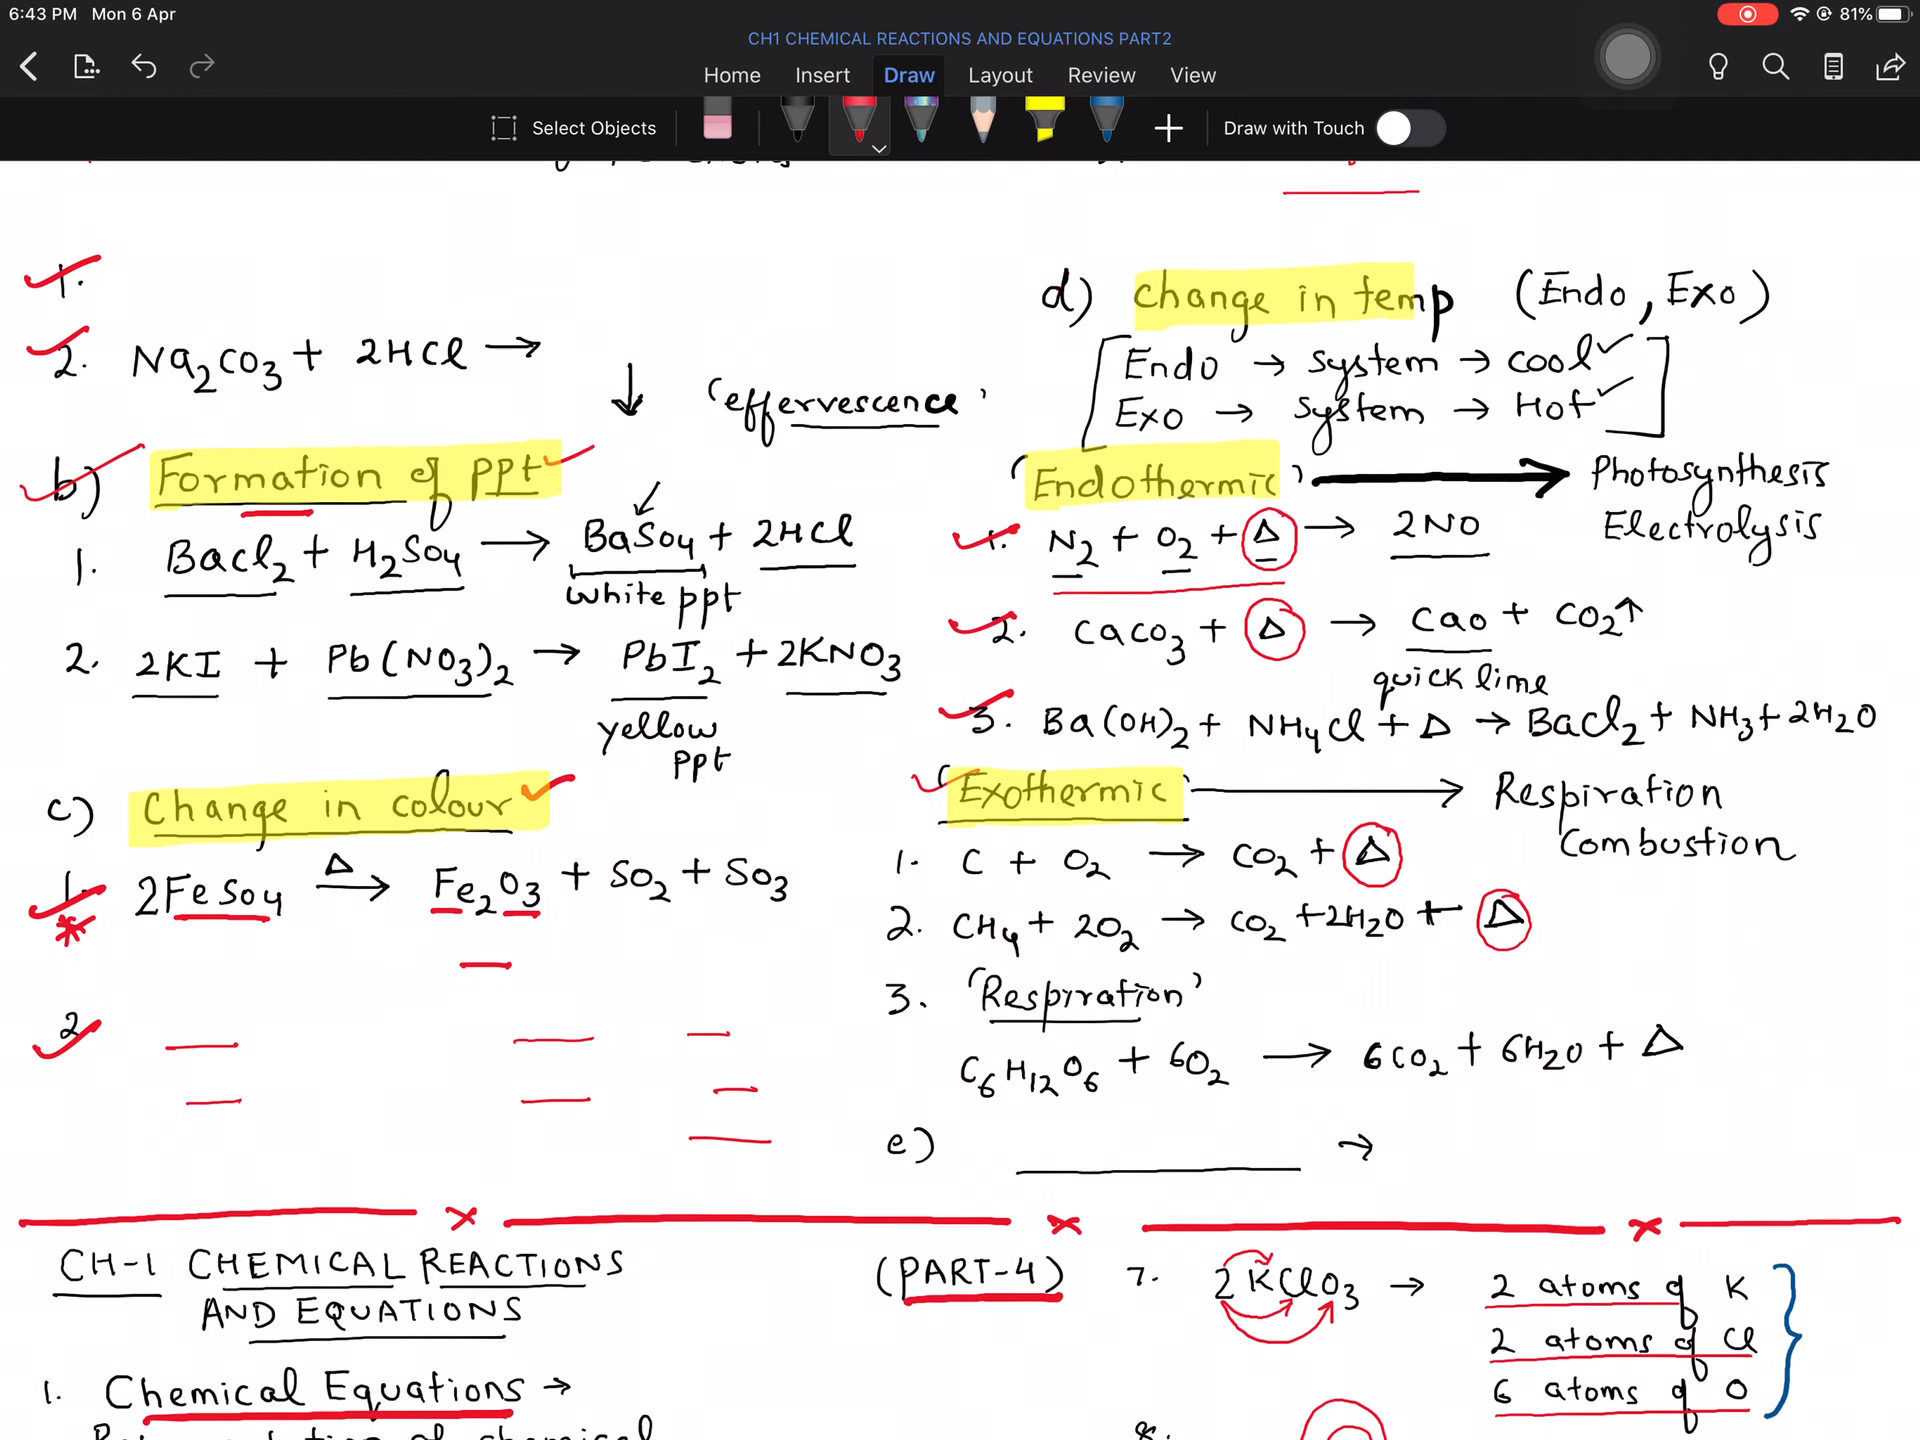 6:43 PM Mon 6 Apr
81%
CH1 CHEMICAL REACTIONS AND EQUATIONS PART2
Home Insert Draw Layout Review View
Select Objects
Draw with Touch
1.
2. Na₂CO₃ + 2HCl →
↓ 'effervescence'
b) Formation of ppt
1. BaCl₂ + H₂SO₄ → BaSO₄ + 2HCl
white ppt
2. 2KI + Pb(NO₃)₂ → PbI₂ + 2KNO₃
yellow
ppt
c) Change in colour
1. 2FeSO₄ →(Δ) Fe₂O₃ + SO₂ + SO₃
2
d) Change in temp (Endo, Exo)
Endo → system → cool
Exo → system → Hot
'Endothermic' → Photosynthesis
Electrolysis
1. N₂ + O₂ + Δ → 2NO
2. CaCO₃ + Δ → CaO + CO₂↑
quick lime
3. Ba(OH)₂ + NH₄Cl + Δ → BaCl₂ + NH₃ + 2H₂O
'Exothermic' → Respiration
Combustion
1. C + O₂ → CO₂ + Δ
2. CH₄ + 2O₂ → CO₂ + 2H₂O + Δ
3. 'Respiration'
C₆H₁₂O₆ + 6O₂ → 6CO₂ + 6H₂O + Δ
e) →
CH-1 CHEMICAL REACTIONS
AND EQUATIONS
(PART-4)
1. Chemical Equations →
7. 2KClO₃ → 2 atoms of K
2 atoms of Cl
6 atoms of O
8.